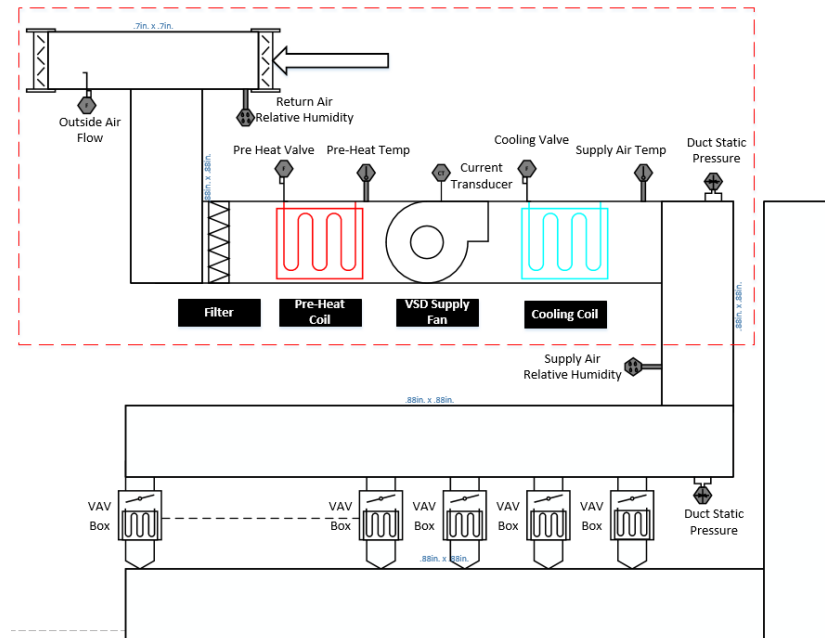 .7in. x .7in.
F
Outside Air
Flow
Return Air
Relative Humidity
.88in. x .88in.
Pre Heat Valve
F
Pre-Heat Temp
CT
Current
Transducer
Cooling Valve
F
Supply Air Temp
Duct Static
Pressure
Filter
Pre-Heat
Coil
VSD Supply
Fan
Cooling Coil
.88in. x .88in.
Supply Air
Relative Humidity
.88in. x .88in.
VAV
Box
VAV
Box
VAV
Box
VAV
Box
VAV
Box
Duct Static
Pressure
.88in. x .88in.